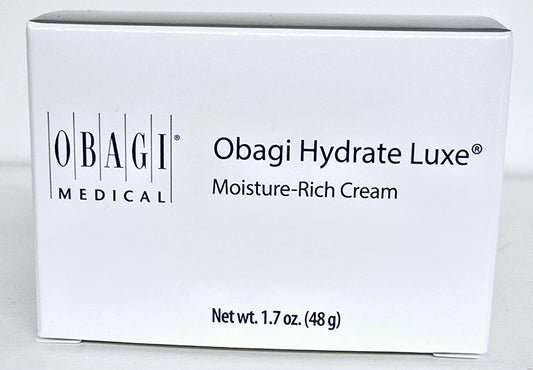 OBAGI®
MEDICAL
Obagi Hydrate Luxe®
Moisture-Rich Cream
Net wt. 1.7 oz. (48 g)